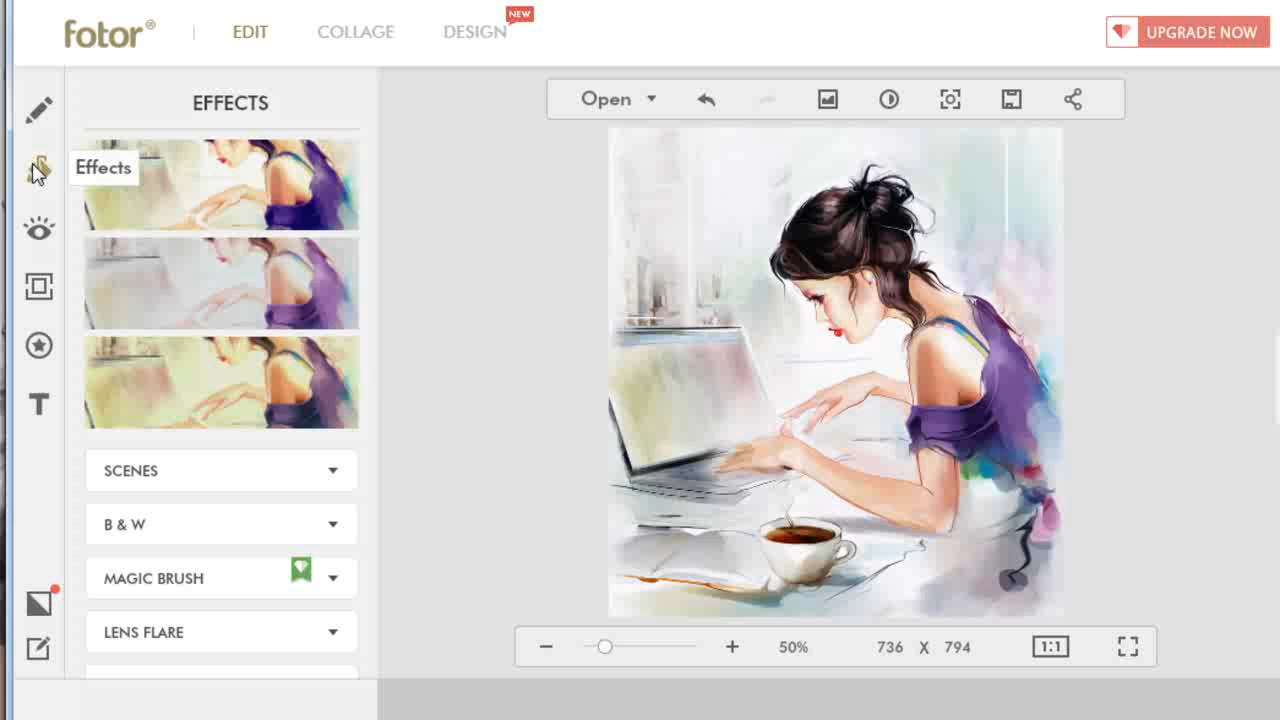 fotor®
EDIT
COLLAGE
DESIGN
NEW
UPGRADE NOW
EFFECTS
Open
Effects
SCENES
B & W
MAGIC BRUSH
LENS FLARE
50%
736 X 794
1:1